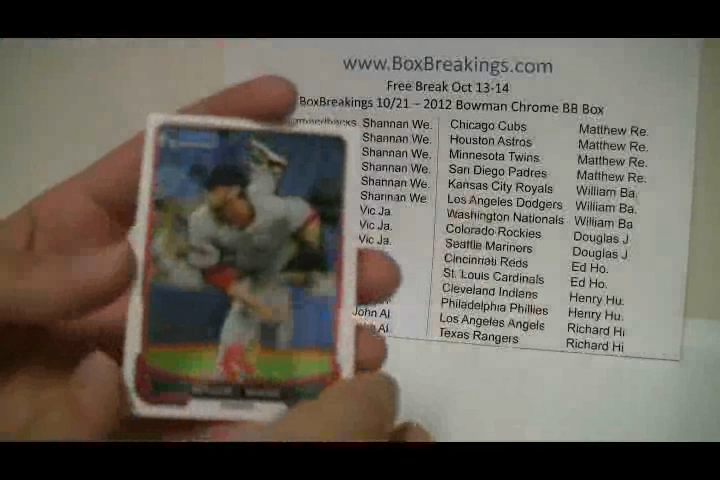 www.BoxBreakings.com
Free Break Oct 13-14
BoxBreakings 10/21 – 2012 Bowman Chrome BB Box
Shannan We. Chicago Cubs Matthew Re.
Shannan We. Houston Astros Matthew Re.
Shannan We. Minnesota Twins Matthew Re.
Shannan We. San Diego Padres Matthew Re.
Shannan We. Kansas City Royals William Ba.
Shannan We Los Angeles Dodgers William Ba.
Vic Ja. Washington Nationals William Ba
Vic Ja. Colorado Rockies Douglas J
Vic Ja. Seattle Mariners Douglas J
Cincinnati Reds Ed Ho.
St. Louis Cardinals Ed Ho.
Cleveland Indians Henry Hu.
Philadelphia Phillies Henry Hu.
John Al. Los Angeles Angels Richard Hi
Al. Texas Rangers Richard Hi